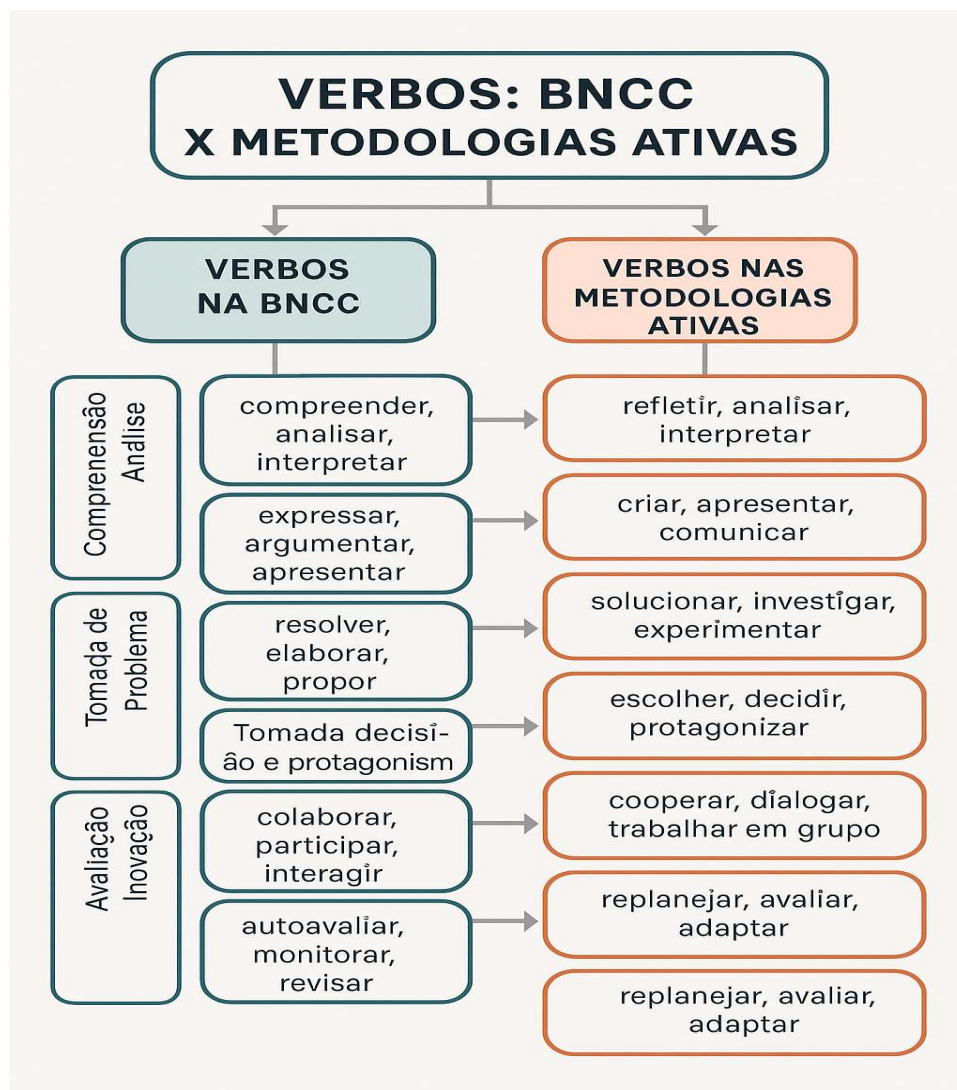 VERBOS: BNCC
X METODOLOGIAS ATIVAS
VERBOS
NA BNCC
VERBOS NAS
METODOLOGIAS
ATIVAS
Comprenensão
Análise
compreender,
analisar,
interpretar
refletir, analisar,
interpretar
expressar,
argumentar,
apresentar
criar, apresentar,
comunicar
Tomada de
Problema
resolver,
elaborar,
propor
solucionar, investigar,
experimentar
Tomada decisi-
ão e protagonism
escolher, decidir,
protagonizar
Avaliação
Inovação
colaborar,
participar,
interagir
cooperar, dialogar,
trabalhar em grupo
autoavaliar,
monitorar,
revisar
replanejar, avaliar,
adaptar
replanejar, avaliar,
adaptar